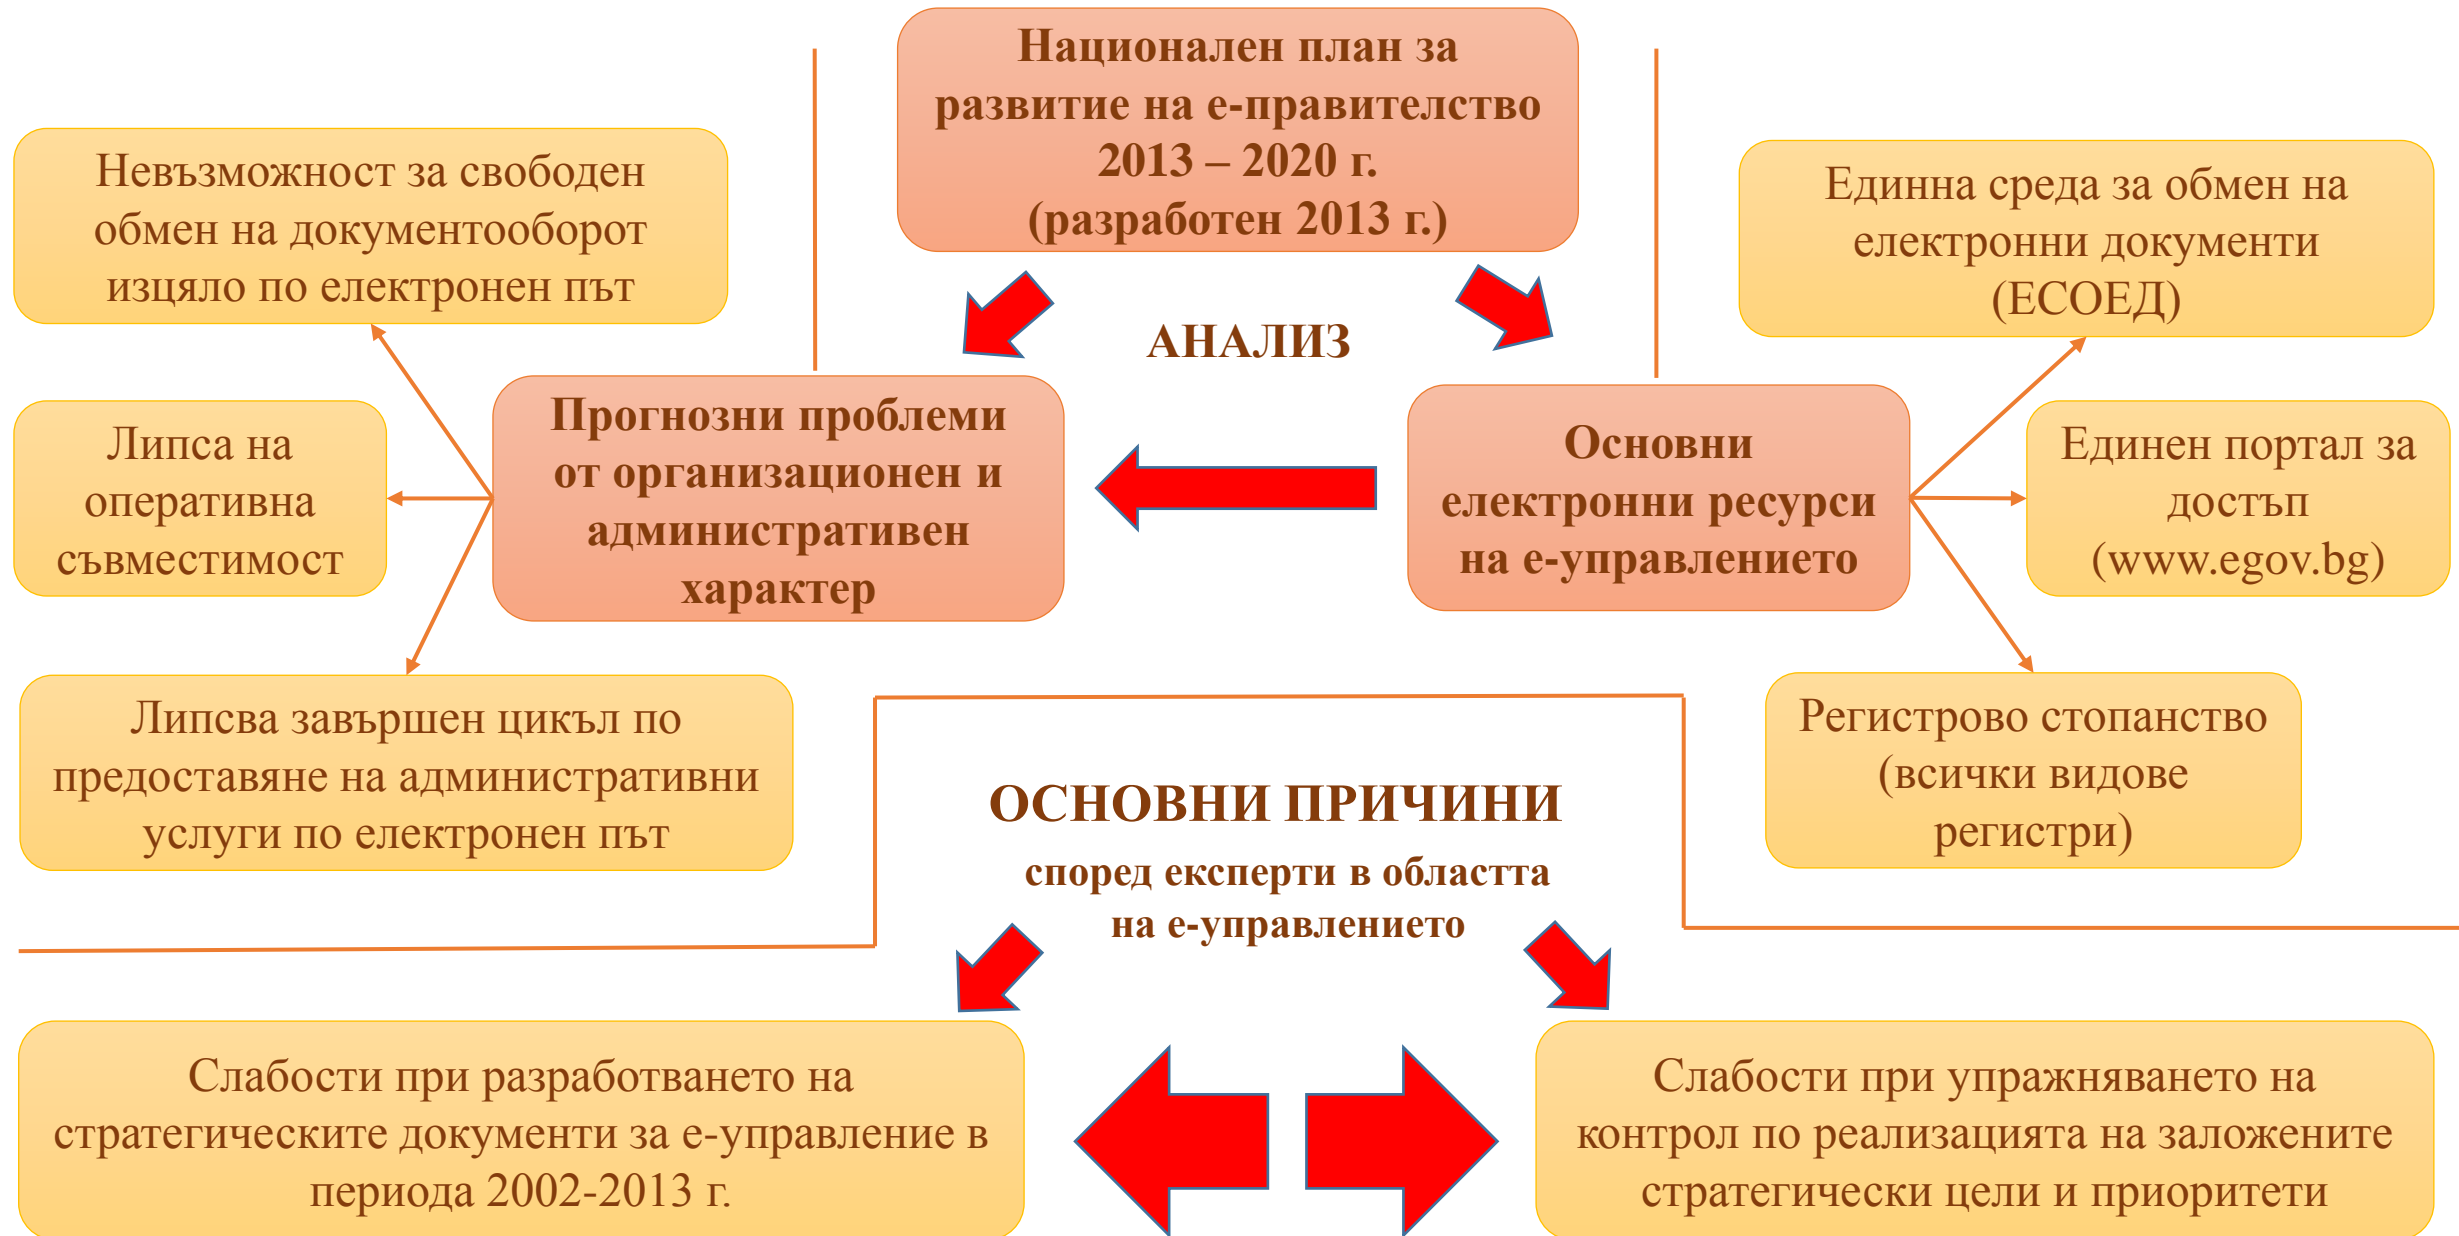 Национален план за
развитие на е-правителство
2013 – 2020 г.
(разработен 2013 г.)
Невъзможност за свободен
обмен на документооборот
изцяло по електронен път
Единна среда за обмен на
електронни документи
(ЕСОЕД)
АНАЛИЗ
Липса на
оперативна
съвместимост
Прогнозни проблеми
от организационен и
административен
характер
Основни
електронни ресурси
на е-управлението
Единен портал за
достъп
(www.egov.bg)
Липсва завършен цикъл по
предоставяне на административни
услуги по електронен път
Регистрово стопанство
(всички видове
регистри)
ОСНОВНИ ПРИЧИНИ
според експерти в областта
на е-управлението
Слабости при разработването на
стратегическите документи за е-управление в
периода 2002-2013 г.
Слабости при упражняването на
контрол по реализацията на заложените
стратегически цели и приоритети